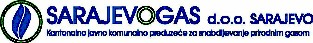 SARAJEVOGAS d.o.o. SARAJEVO
Kantonalno javno komunalno preduzeće za snabdijevanje prirodnim gasom